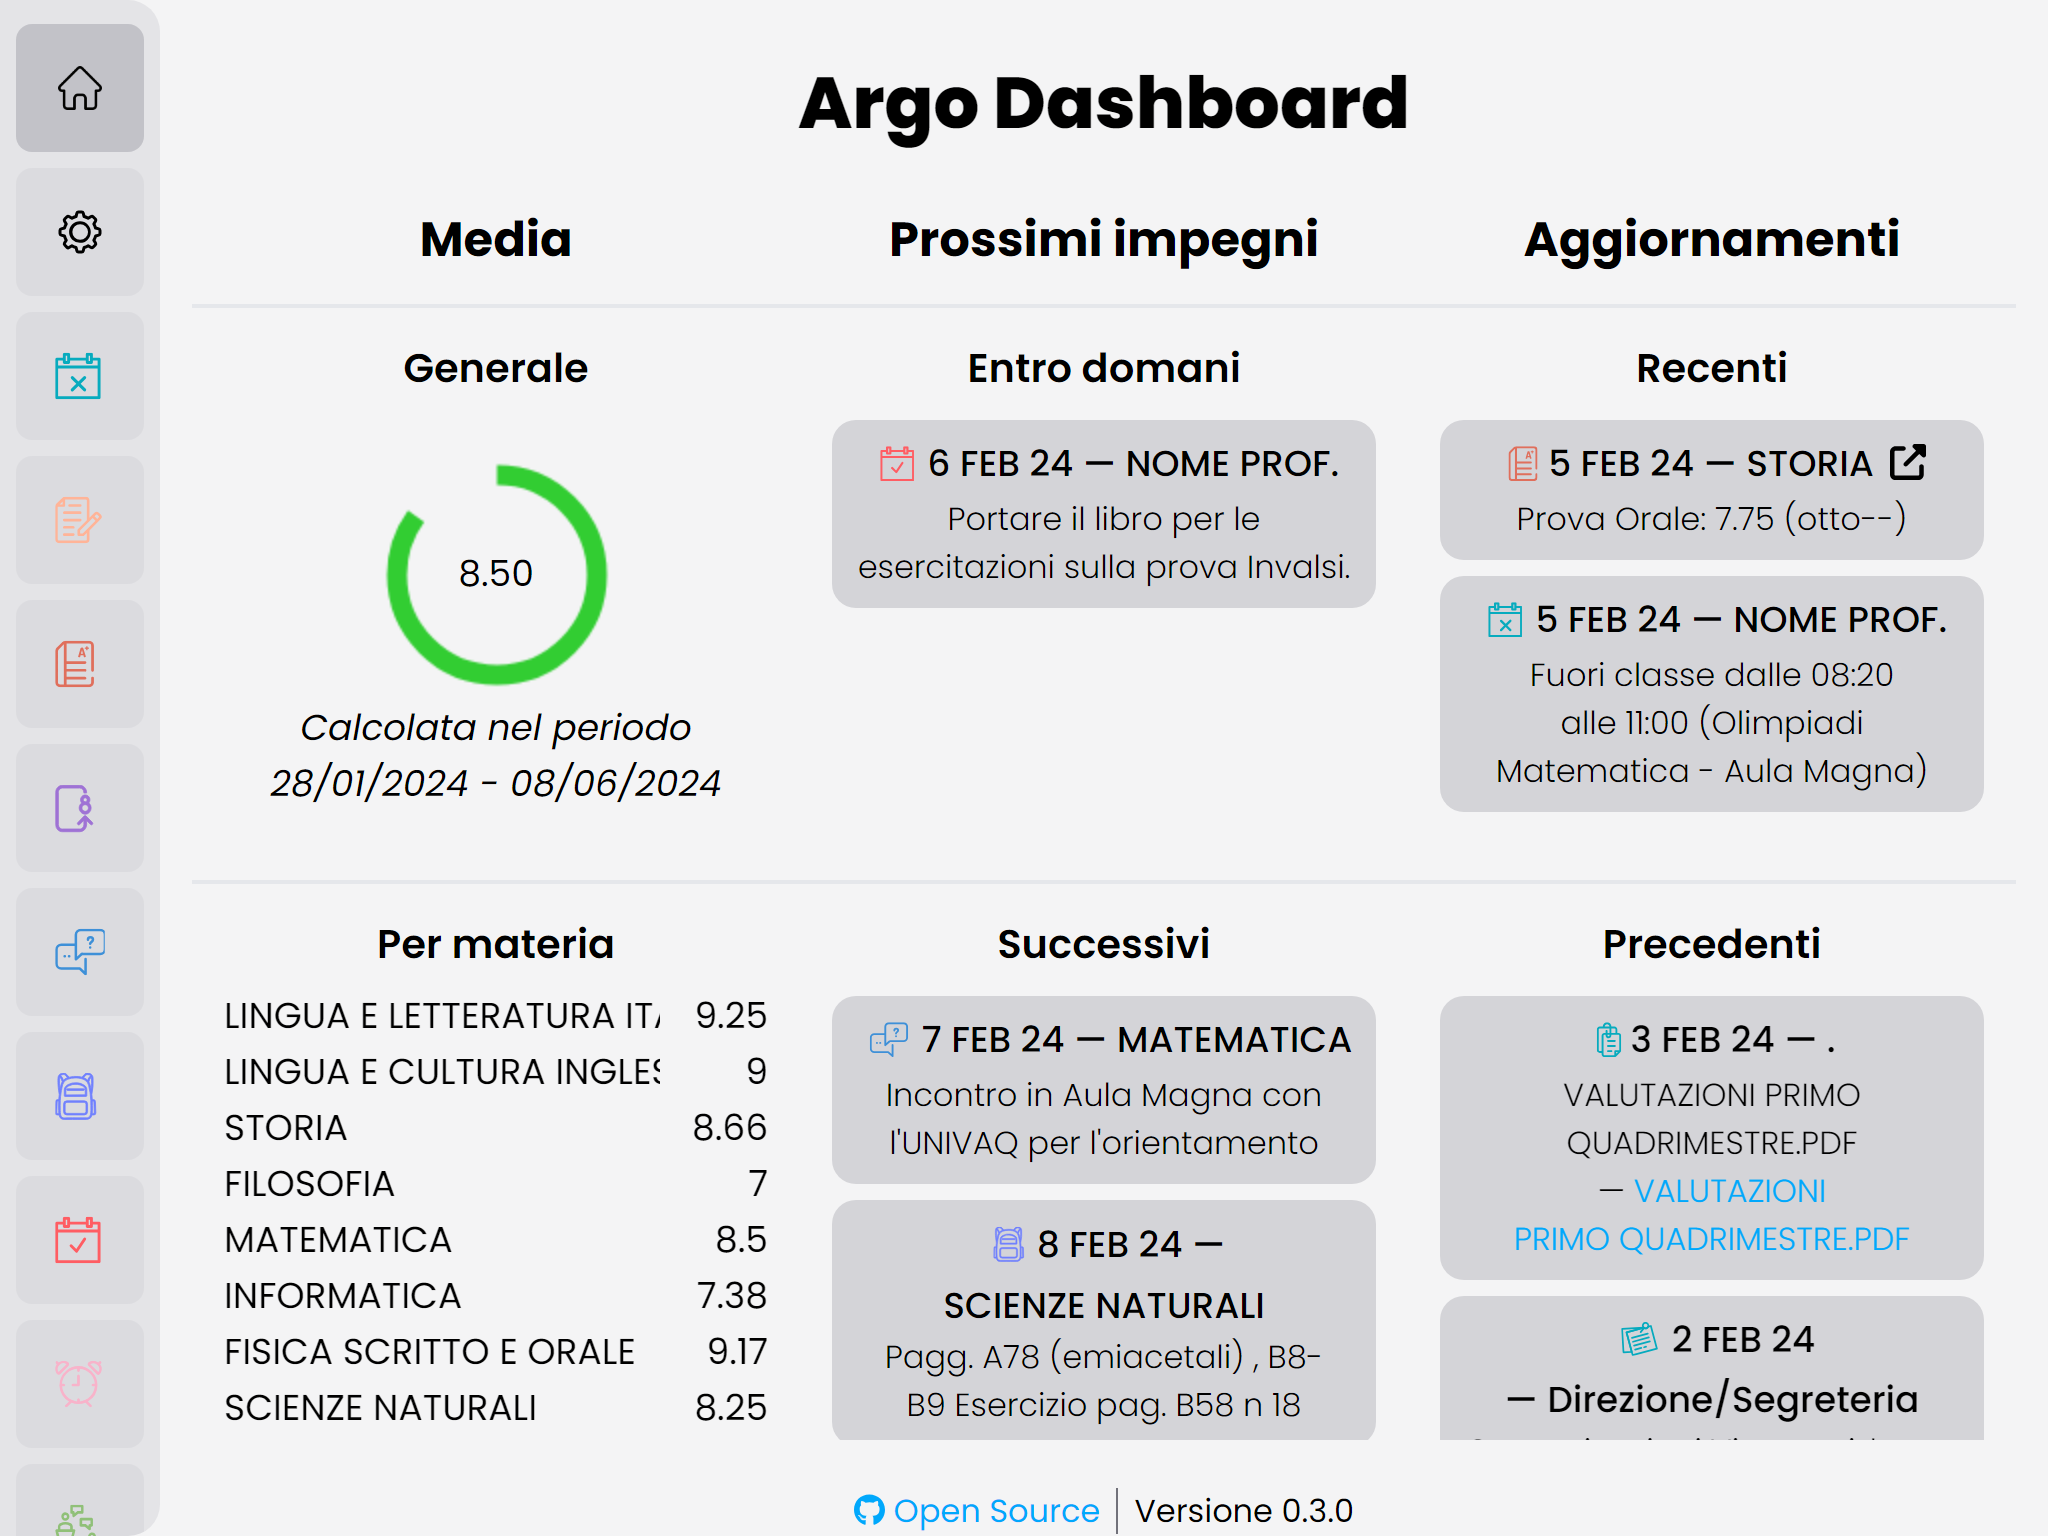 Argo Dashboard
Media
Generale
8.50
Calcolata nel periodo
28/01/2024 - 08/06/2024
Per materia
LINGUA E LETTERATURA ITA 9.25
LINGUA E CULTURA INGLES 9
STORIA 8.66
FILOSOFIA 7
MATEMATICA 8.5
INFORMATICA 7.38
FISICA SCRITTO E ORALE 9.17
SCIENZE NATURALI 8.25
Prossimi impegni
Entro domani
6 FEB 24 — NOME PROF.
Portare il libro per le
esercitazioni sulla prova Invalsi.
Successivi
7 FEB 24 — MATEMATICA
Incontro in Aula Magna con
l'UNIVAQ per l'orientamento
8 FEB 24 —
SCIENZE NATURALI
Pagg. A78 (emiacetali) , B8-
B9 Esercizio pag. B58 n 18
Aggiornamenti
Recenti
5 FEB 24 — STORIA
Prova Orale: 7.75 (otto--)
5 FEB 24 — NOME PROF.
Fuori classe dalle 08:20
alle 11:00 (Olimpiadi
Matematica - Aula Magna)
Precedenti
3 FEB 24 — .
VALUTAZIONI PRIMO
QUADRIMESTRE.PDF
— VALUTAZIONI
PRIMO QUADRIMESTRE.PDF
2 FEB 24
— Direzione/Segreteria
Open Source | Versione 0.3.0